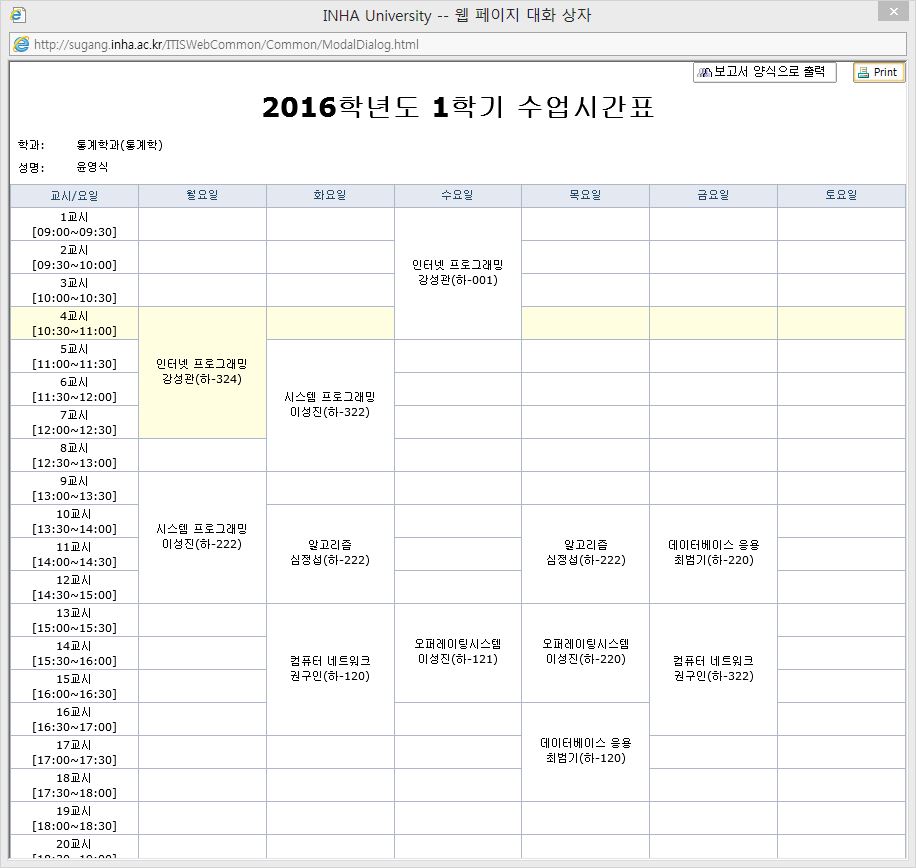 INHA University -- 웹 페이지 대화 상자
http://sugang.inha.ac.kr/ITISWebCommon/Common/ModalDialog.html
보고서 양식으로 출력
Print
2016학년도 1학기 수업시간표
학과: 통계학과(통계학)
성명: 윤영식
교시/요일 월요일 화요일 수요일 목요일 금요일 토요일
1교시
[09:00~09:30]
2교시
[09:30~10:00]
인터넷 프로그래밍
강성관(하-001)
3교시
[10:00~10:30]
4교시
[10:30~11:00]
5교시
[11:00~11:30]
인터넷 프로그래밍
강성관(하-324)
6교시
[11:30~12:00]
시스템 프로그래밍
이성진(하-322)
7교시
[12:00~12:30]
8교시
[12:30~13:00]
9교시
[13:00~13:30]
10교시
[13:30~14:00]
시스템 프로그래밍
이성진(하-222)
11교시
[14:00~14:30]
알고리즘
심정섭(하-222)
알고리즘
심정섭(하-222)
데이터베이스 응용
최범기(하-220)
12교시
[14:30~15:00]
13교시
[15:00~15:30]
14교시
[15:30~16:00]
오퍼레이팅시스템
이성진(하-121)
오퍼레이팅시스템
이성진(하-220)
컴퓨터 네트워크
권구인(하-120)
컴퓨터 네트워크
권구인(하-322)
15교시
[16:00~16:30]
16교시
[16:30~17:00]
17교시
[17:00~17:30]
데이터베이스 응용
최범기(하-120)
18교시
[17:30~18:00]
19교시
[18:00~18:30]
20교시
[18:30~19:00]